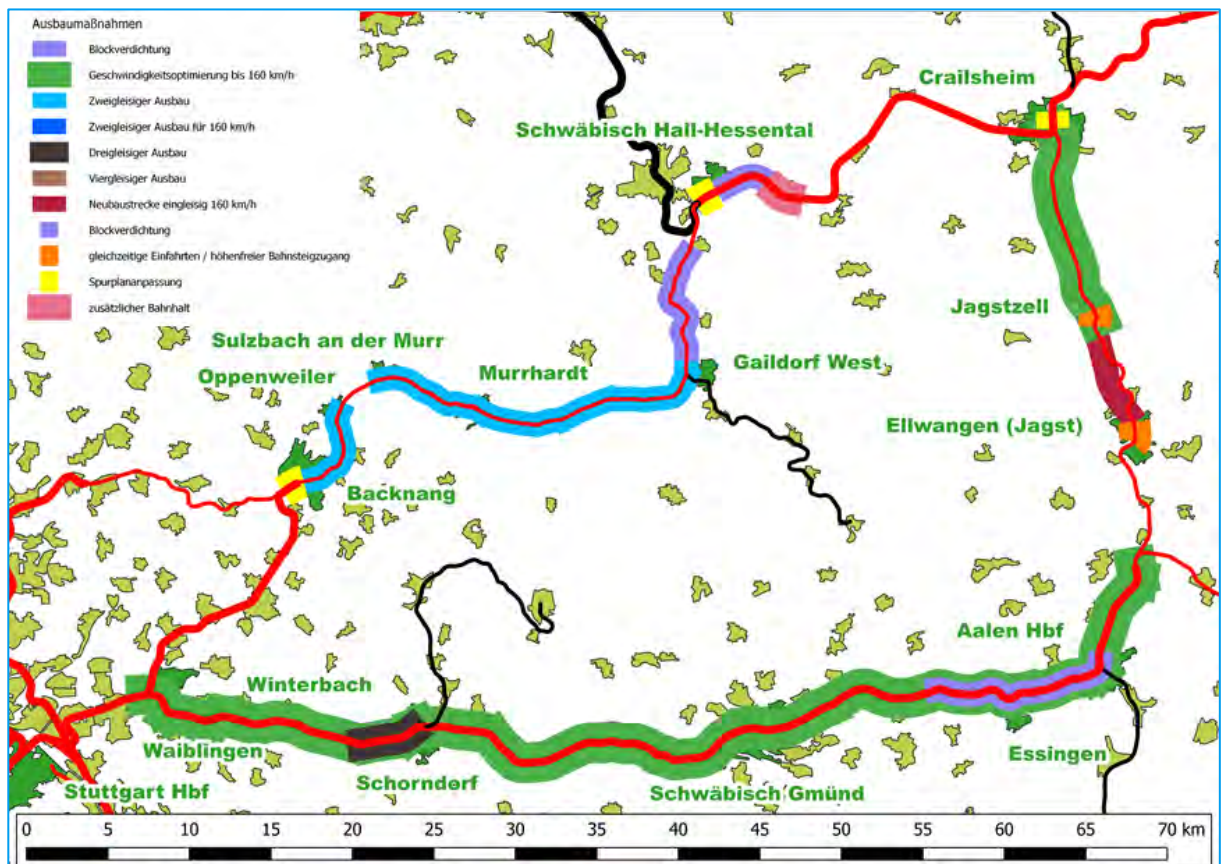 Ausbaumaßnahmen
Blockverdichtung
Geschwindigkeitsoptimierung bis 160 km/h
Zweigleisiger Ausbau
Zweigleisiger Ausbau für 160 km/h
Dreigleisiger Ausbau
Viergleisiger Ausbau
Neubaustrecke eingleisig 160 km/h
Blockverdichtung
gleichzeitige Einfahrten / höhenfreier Bahnsteigzugang
Spurplananpassung
zusätzlicher Bahnhalt
Crailsheim
Schwäbisch Hall-Hessental
Jagstzell
Sulzbach an der Murr
Oppenweiler
Murrhardt
Gaildorf West
Ellwangen (Jagst)
Backnang
Aalen Hbf
Winterbach
Waiblingen
Essingen
Schorndorf
Stuttgart Hbf
Schwäbisch Gmünd
0 5 10 15 20 25 30 35 40 45 50 55 60 65 70 km